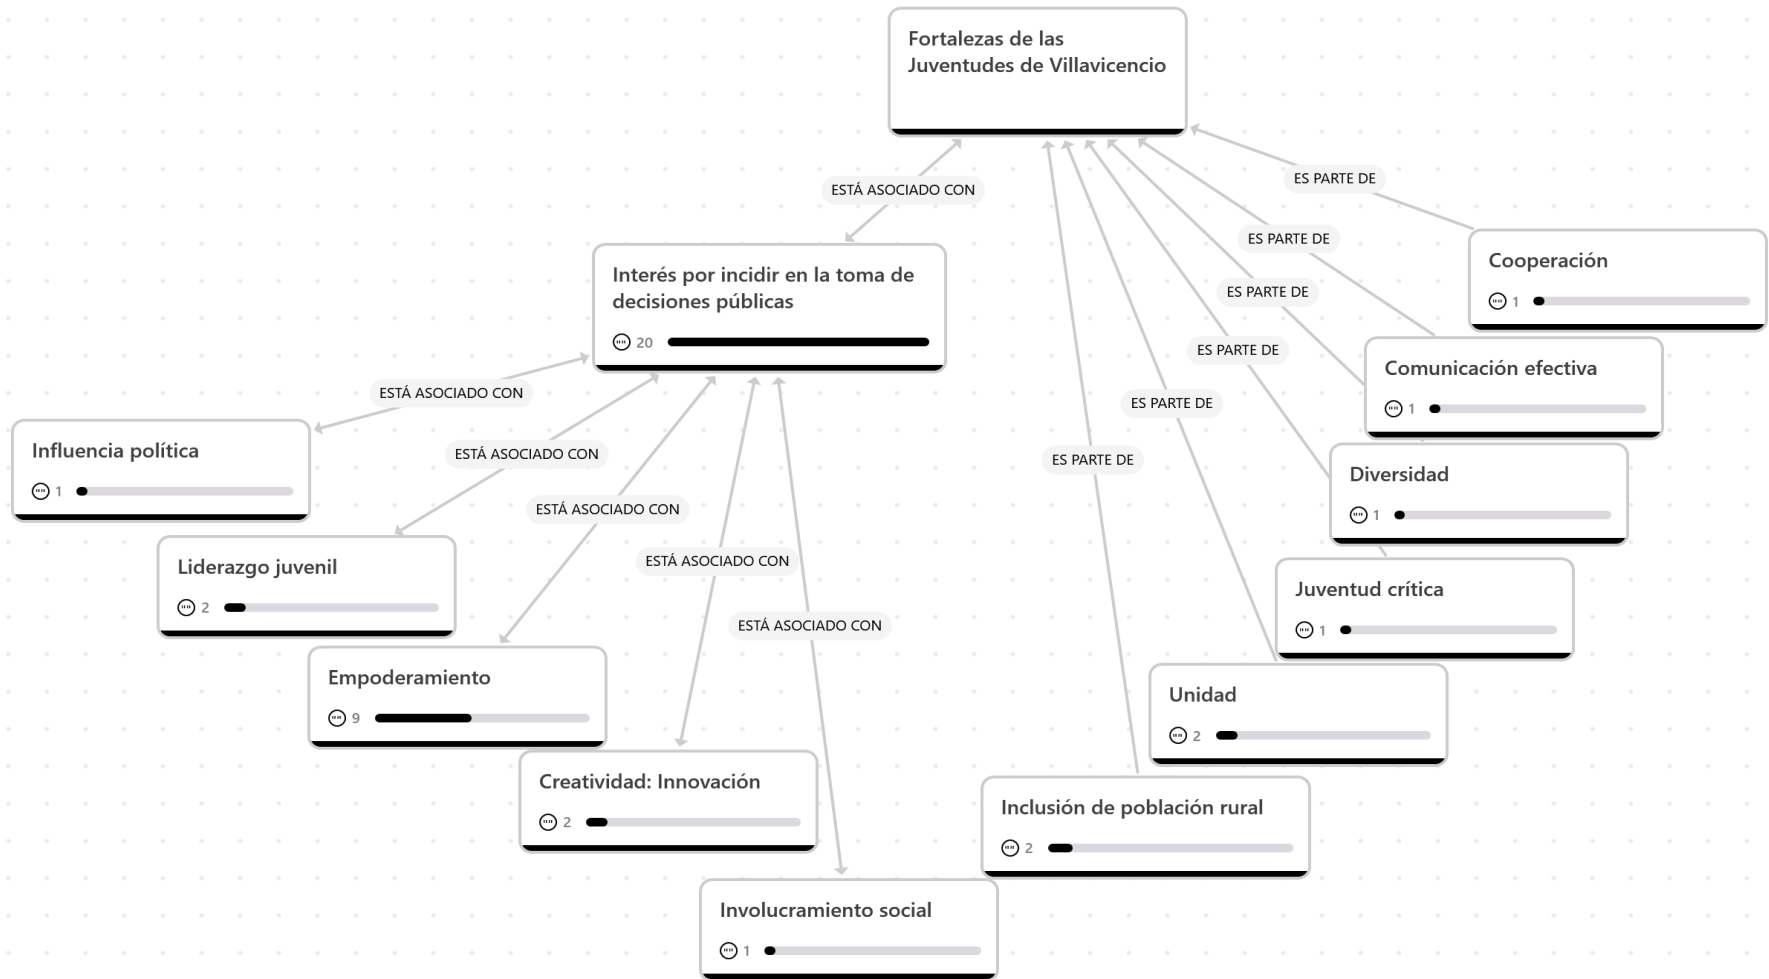 Fortalezas de las
Juventudes de Villavicencio
ES PARTE DE
ESTÁ ASOCIADO CON
ES PARTE DE
Cooperación
1
Interés por incidir en la toma de
decisiones públicas
20
ES PARTE DE
ES PARTE DE
Comunicación efectiva
1
ESTÁ ASOCIADO CON
ES PARTE DE
Influencia política
1
ESTÁ ASOCIADO CON
ES PARTE DE
Diversidad
1
ESTÁ ASOCIADO CON
Liderazgo juvenil
2
ESTÁ ASOCIADO CON
Juventud crítica
1
ESTÁ ASOCIADO CON
Empoderamiento
9
Unidad
2
Creatividad: Innovación
2
Inclusión de población rural
2
Involucramiento social
1